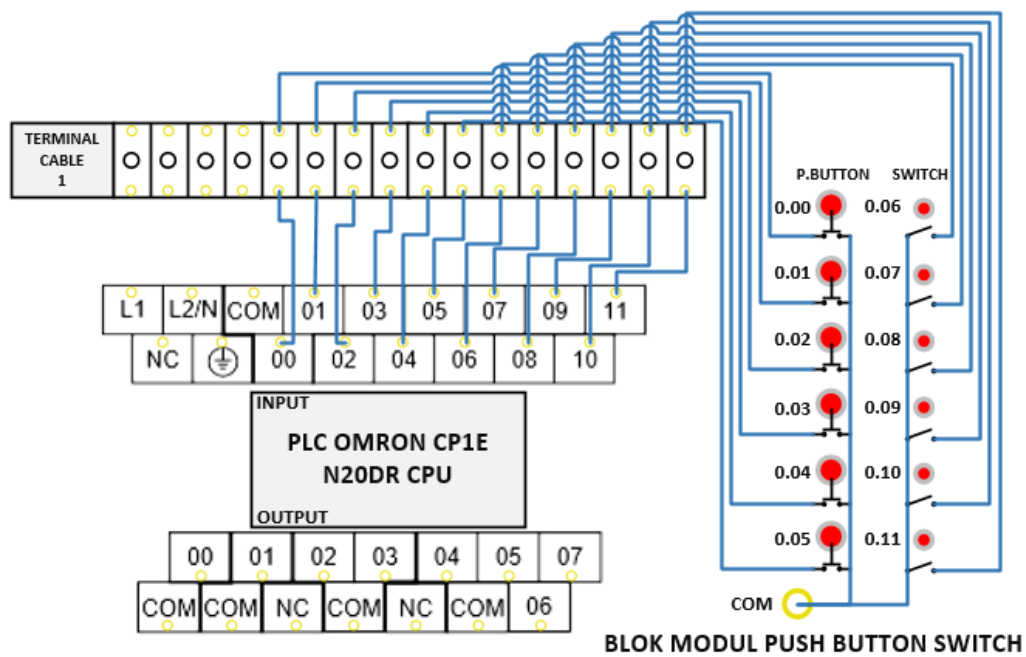 TERMINAL
CABLE
1
P.BUTTON SWITCH
0.00 0.06
0.01 0.07
0.02 0.08
0.03 0.09
0.04 0.10
0.05 0.11
COM
BLOK MODUL PUSH BUTTON SWITCH
L1 L2/N COM 01 03 05 07 09 11
NC 00 02 04 06 08 10
INPUT
PLC OMRON CP1E
N20DR CPU
OUTPUT
00 01 02 03 04 05 07
COM COM NC COM NC COM 06